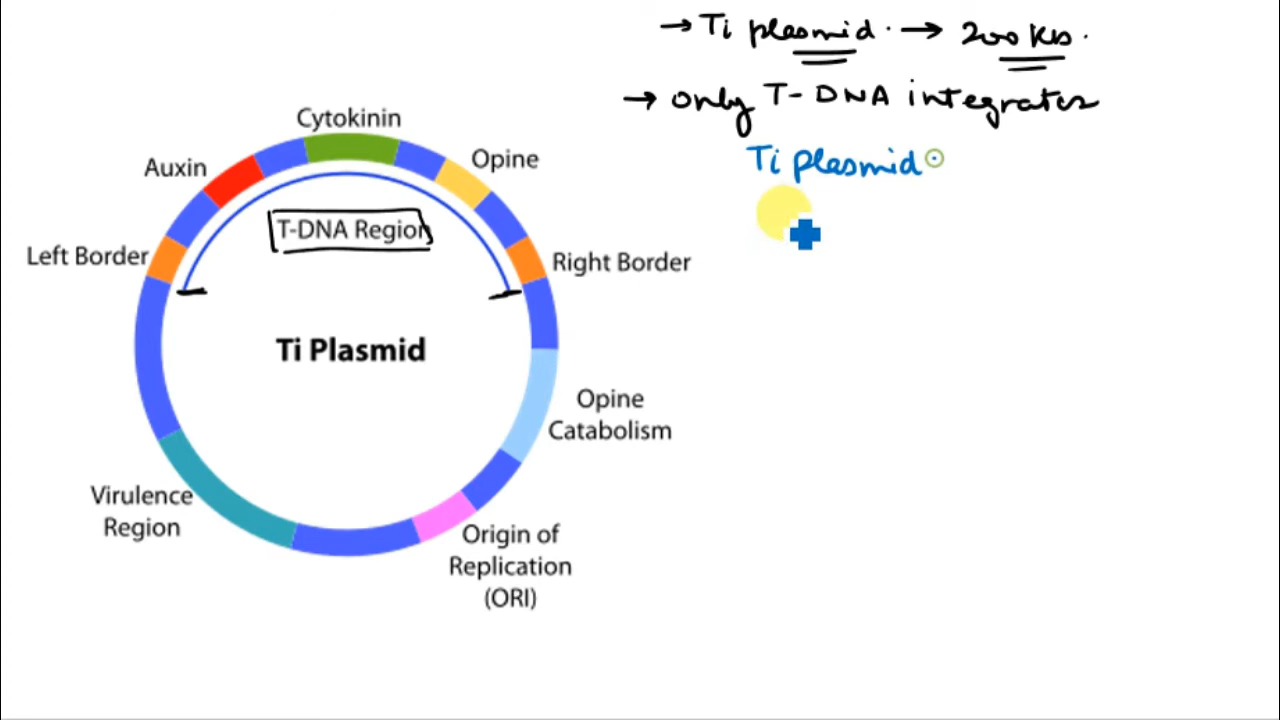 → Ti plasmid. → 200 kb.
→ only T-DNA integrates
Ti plasmid
Cytokinin
Auxin
Opine
T-DNA Region
Left Border
Right Border
Ti Plasmid
Opine
Catabolism
Virulence
Region
Origin of
Replication
(ORI)